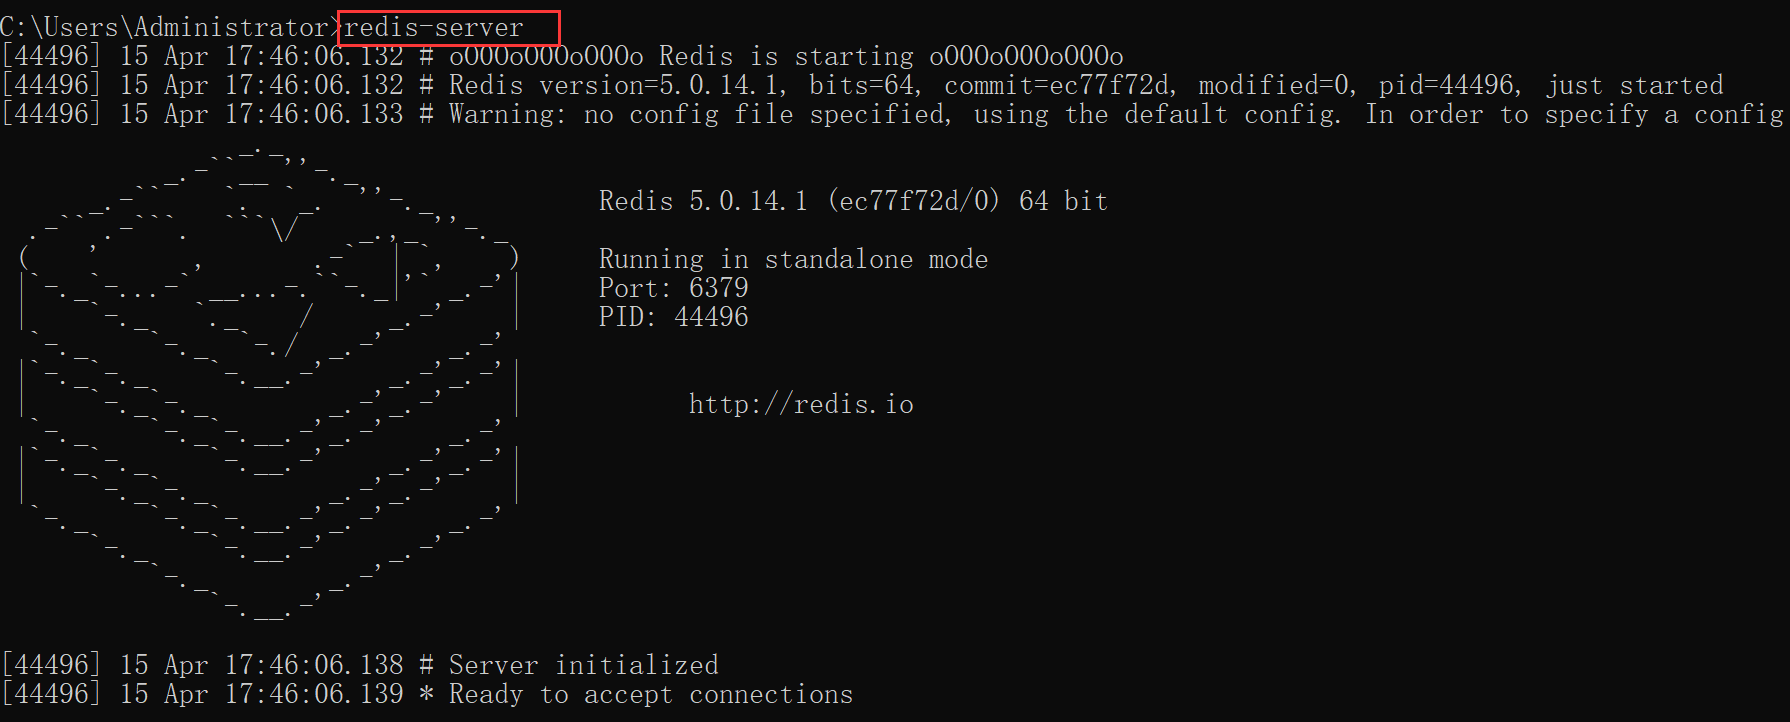 C:\Users\Administrator>redis-server
[44496] 15 Apr 17:46:06.132 # oO0OoO0OoO0Oo Redis is starting oO0OoO0OoO0Oo
[44496] 15 Apr 17:46:06.132 # Redis version=5.0.14.1, bits=64, commit=ec77f72d, modified=0, pid=44496, just started
[44496] 15 Apr 17:46:06.133 # Warning: no config file specified, using the default config. In order to specify a config
Redis 5.0.14.1 (ec77f72d/0) 64 bit
Running in standalone mode
Port: 6379
PID: 44496
http://redis.io
[44496] 15 Apr 17:46:06.138 # Server initialized
[44496] 15 Apr 17:46:06.139 * Ready to accept connections